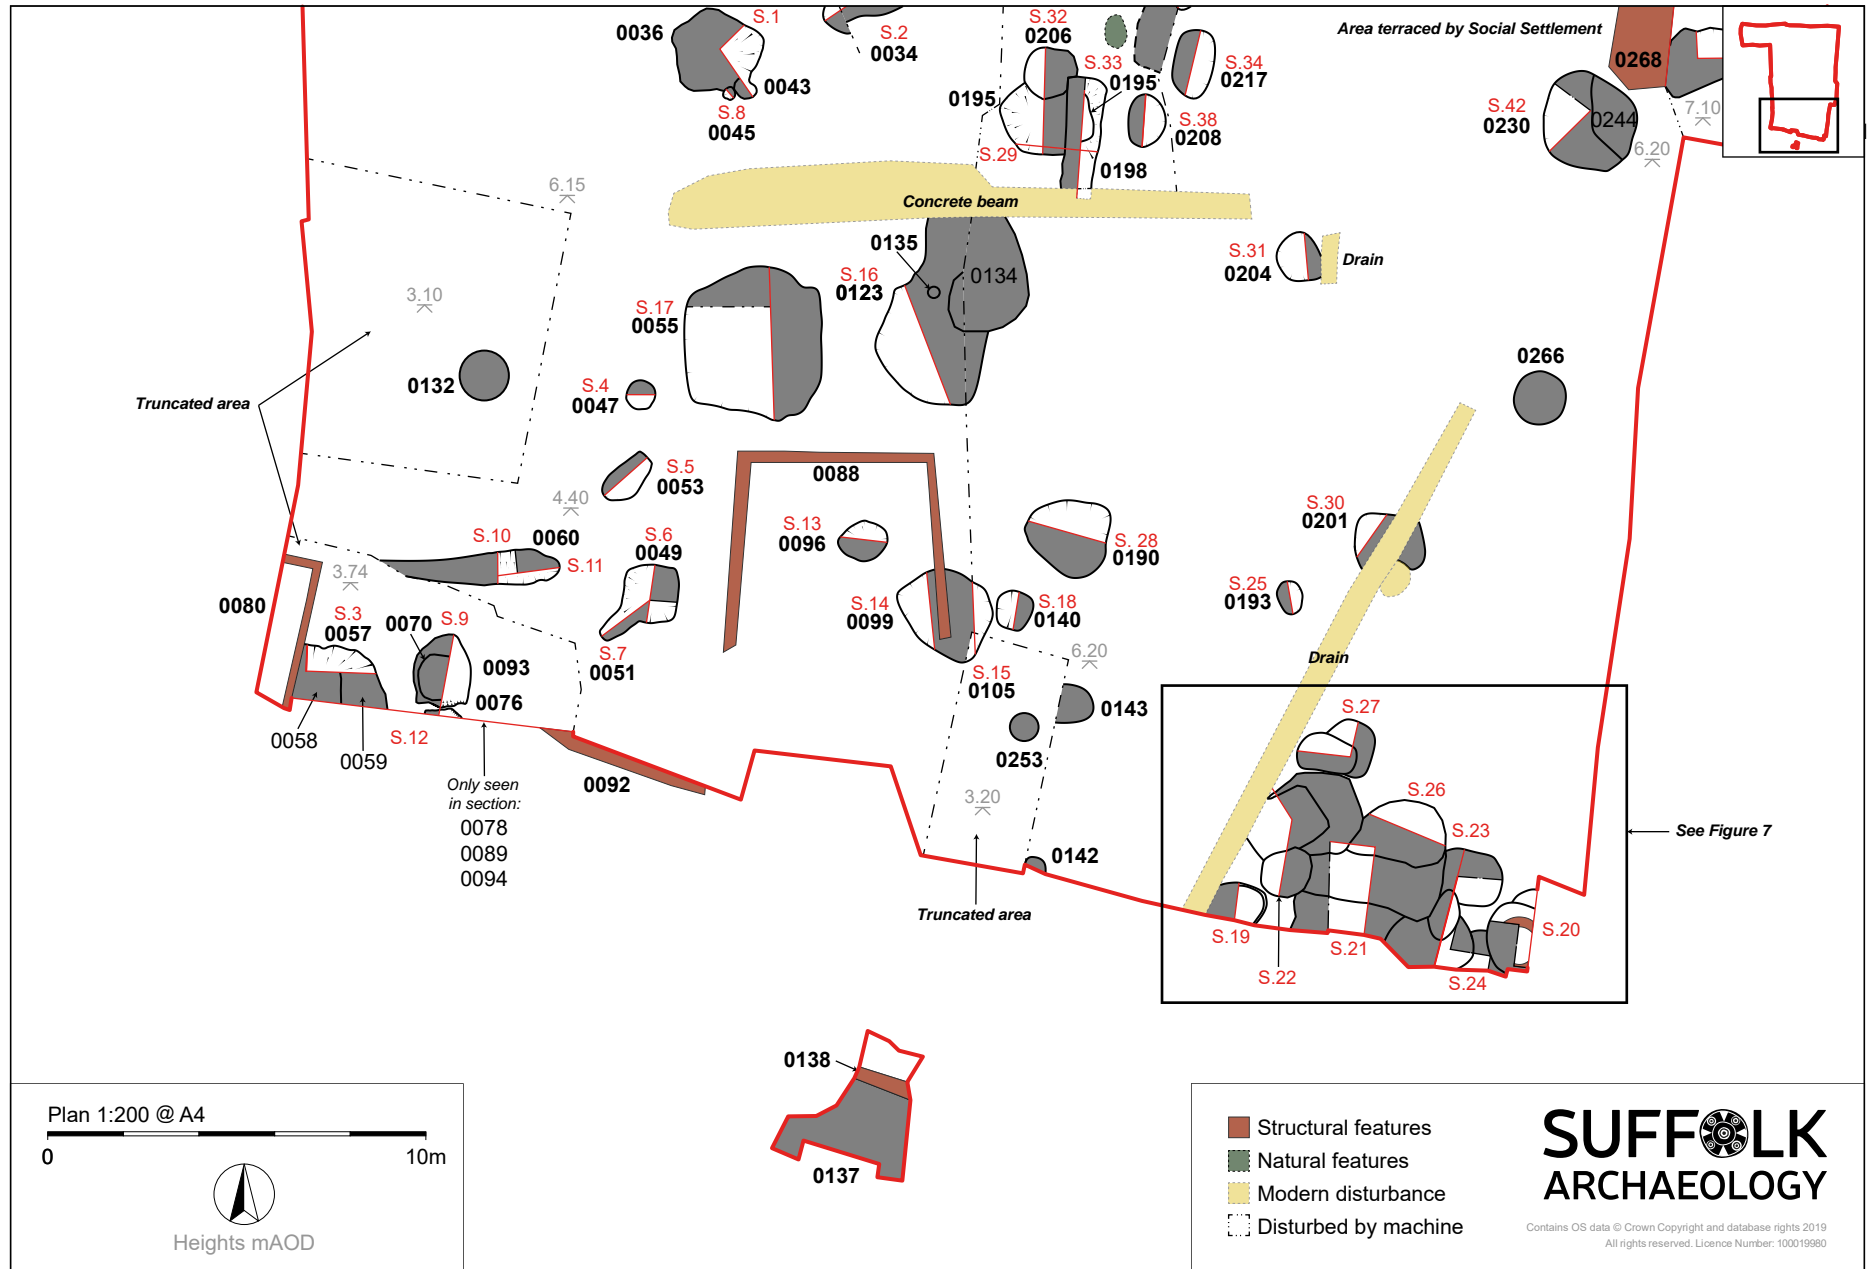 S.1
0036
0043
S.8
0045
S.2
0034
S.32
0206
S.33
0195
0195
S.34
0217
S.38
0208
S.29
0198
Area terraced by Social Settlement
0268
7.10
S.42
0230
0244
6.20
6.15
Concrete beam
0135
0134
S.16
0123
S.31
0204
Drain
3.10
S.17
0055
0132
S.4
0047
Truncated area
0266
S.5
0053
4.40
0088
S.10
0060
S.11
S.6
0049
S.13
0096
S. 28
0190
S.30
0201
3.74
0080
S.3
0057
0070
S.9
0093
0076
S.7
0051
S.14
0099
S.18
0140
S.25
0193
6.20
S.15
0105
Drain
0143
0253
0058
0059
S.12
Only seen
in section:
0078
0089
0094
0092
3.20
0142
Truncated area
S.27
S.26
S.23
See Figure 7
S.19
S.22
S.21
S.24
S.20
0138
0137
Plan 1:200 @ A4
0
10m
Heights mAOD
Structural features
Natural features
Modern disturbance
Disturbed by machine
SUFFOLK
ARCHAEOLOGY
Contains OS data © Crown Copyright and database rights 2019
All rights reserved. Licence Number: 100019980